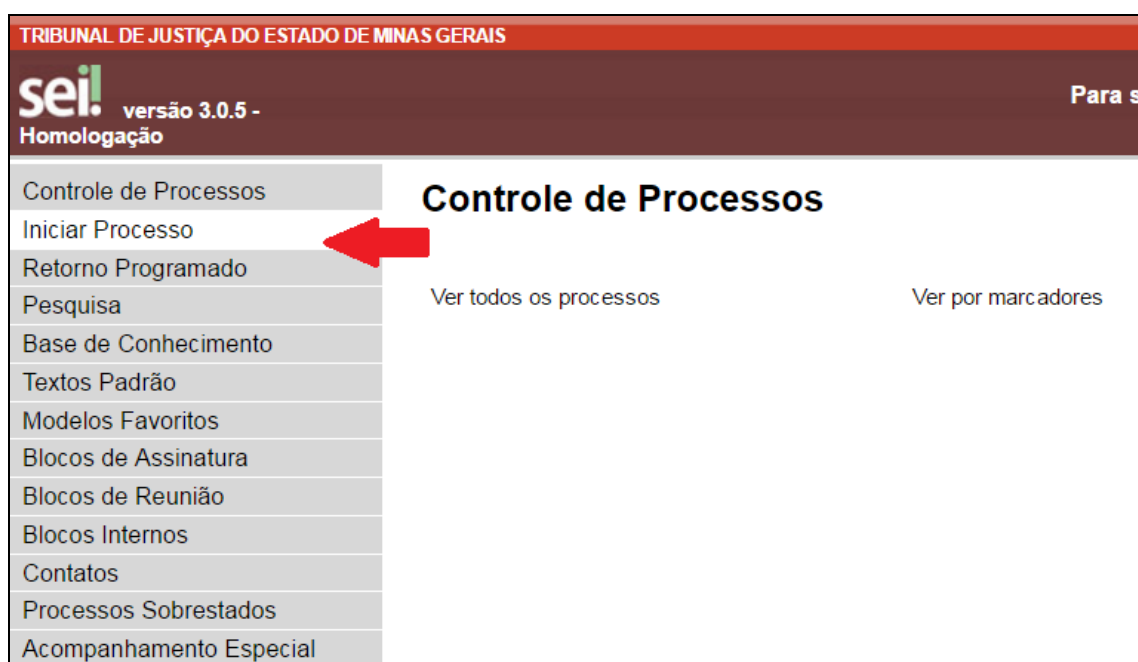 TRIBUNAL DE JUSTIÇA DO ESTADO DE MINAS GERAIS
sei! versão 3.0.5 -
Homologação
Para s
Controle de Processos
Iniciar Processo
Retorno Programado
Pesquisa
Base de Conhecimento
Textos Padrão
Modelos Favoritos
Blocos de Assinatura
Blocos de Reunião
Blocos Internos
Contatos
Processos Sobrestados
Acompanhamento Especial
Controle de Processos
Ver todos os processos
Ver por marcadores